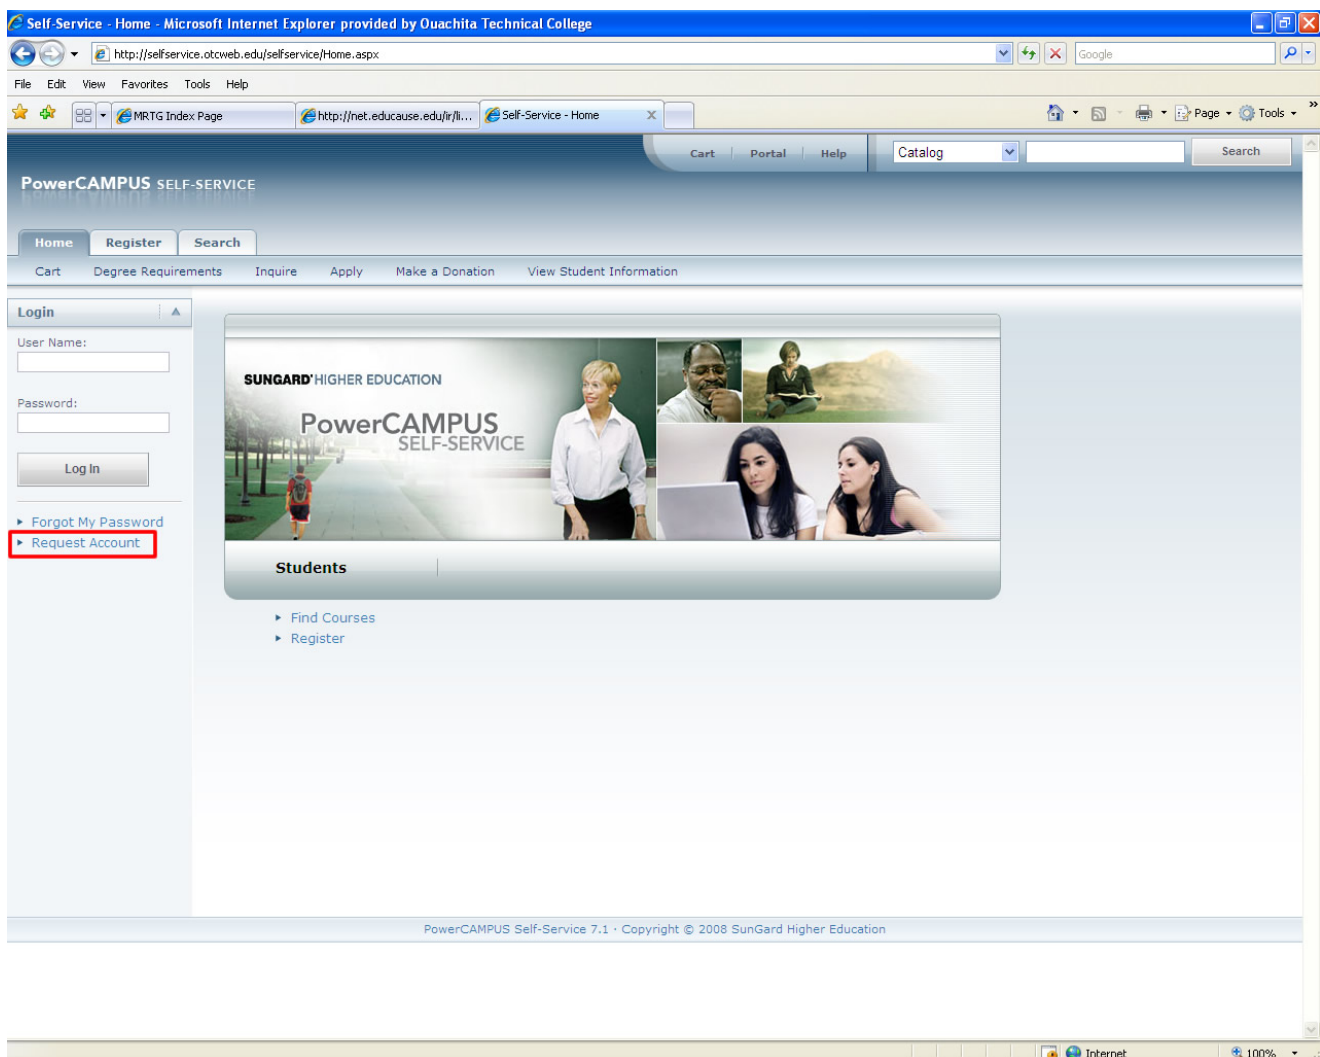 Self-Service - Home - Microsoft Internet Explorer provided by Ouachita Technical College
http://selfservice.otcweb.edu/selfservice/Home.aspx
Google
File Edit View Favorites Tools Help
MRTG Index Page
http://net.educause.edu/ir/li...
Self-Service - Home
Page
Tools
Cart
Portal
Help
Catalog
Search
PowerCAMPUS SELF-SERVICE
Home
Register
Search
Cart
Degree Requirements
Inquire
Apply
Make a Donation
View Student Information
Login
User Name:
Password:
Log In
Forgot My Password
Request Account
SUNGARD' HIGHER EDUCATION
PowerCAMPUS
SELF-SERVICE
Students
Find Courses
Register
PowerCAMPUS Self-Service 7.1 · Copyright © 2008 SunGard Higher Education
Internet
100%